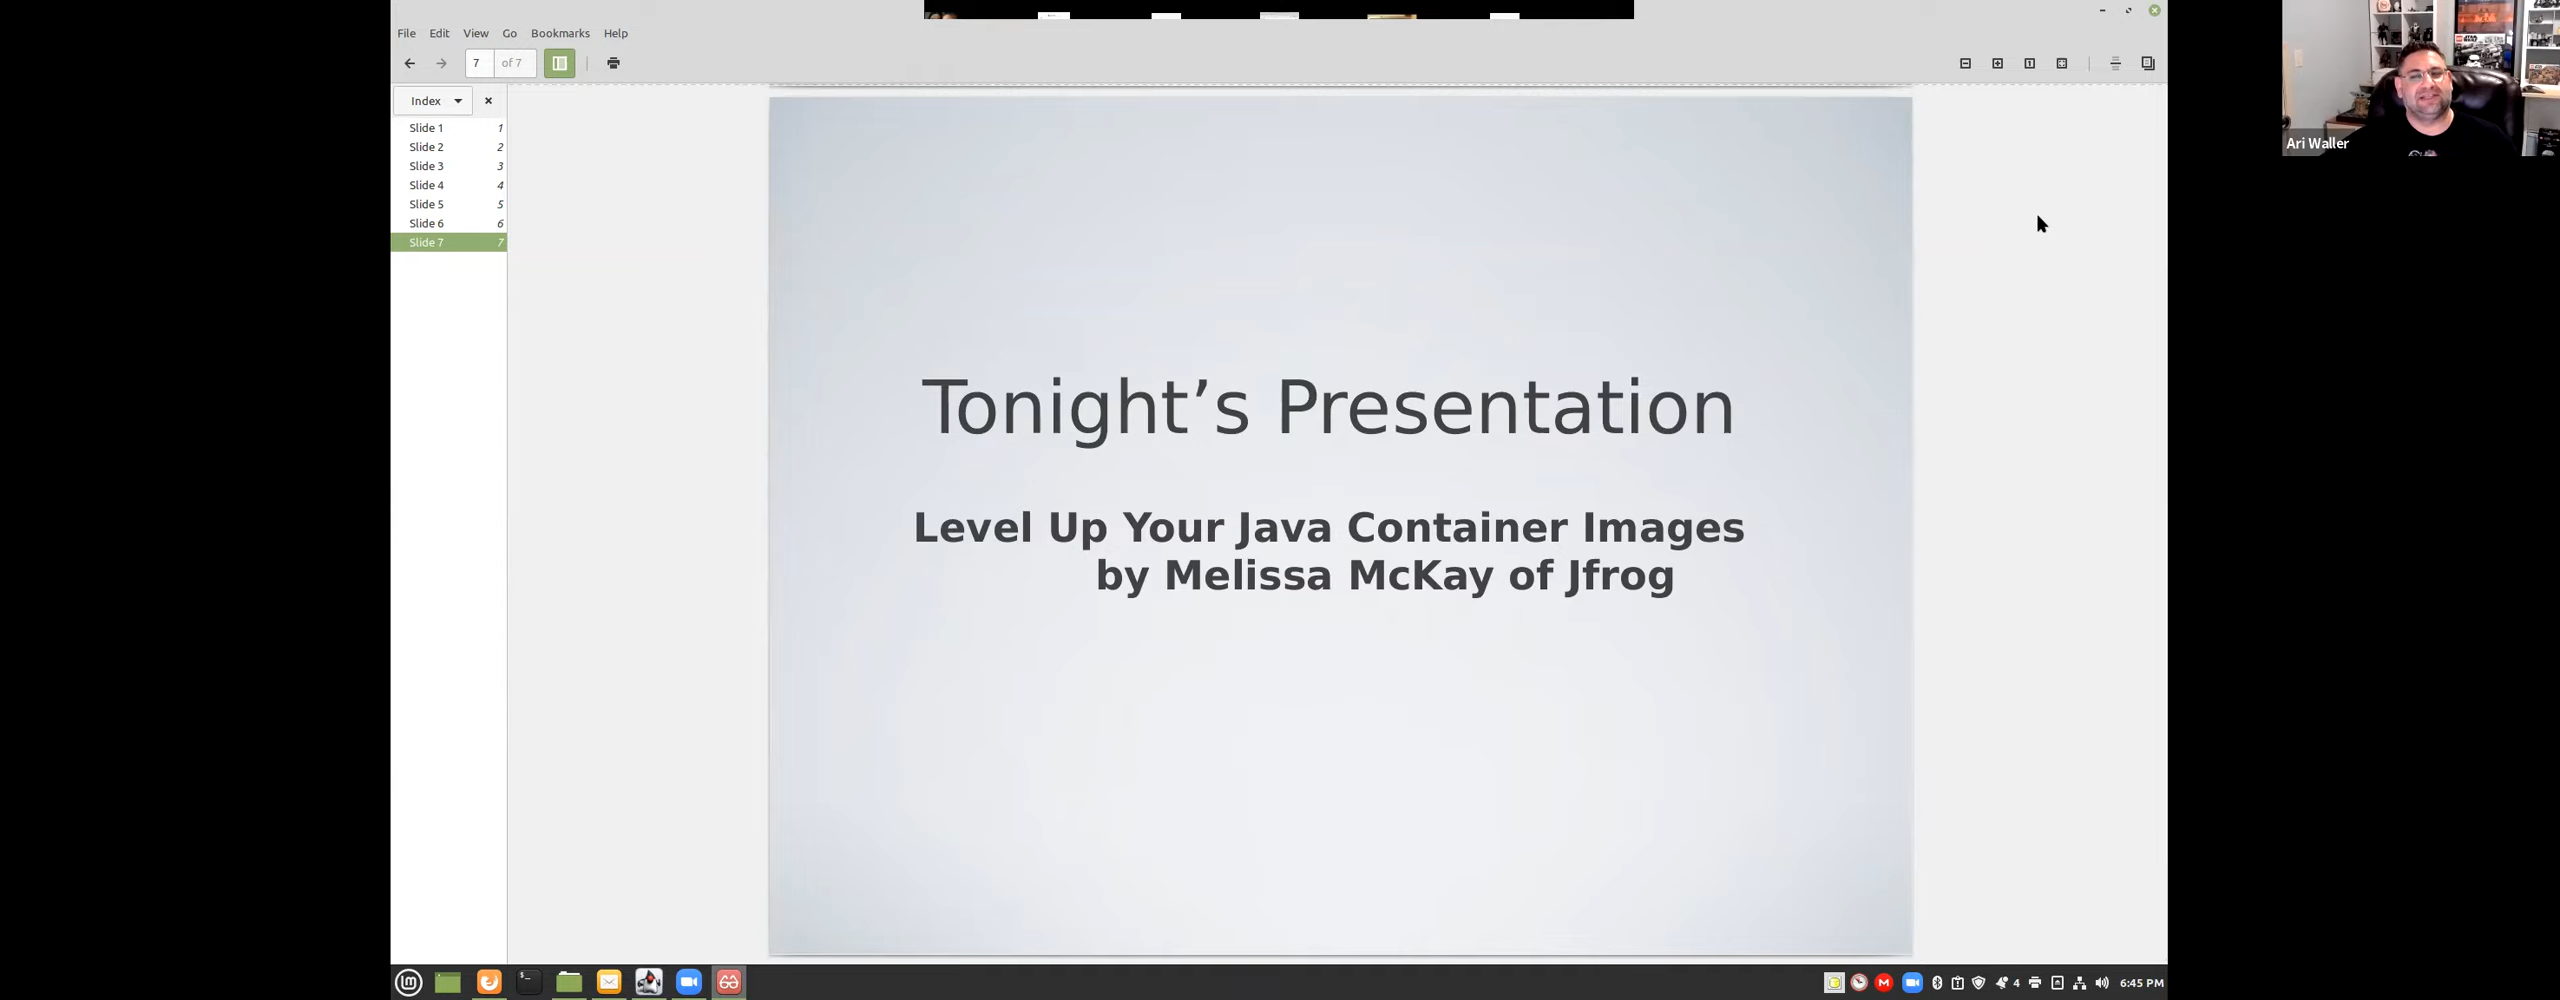 File Edit View Go Bookmarks Help
7 of 7
Index
Slide 1 1
Slide 2 2
Slide 3 3
Slide 4 4
Slide 5 5
Slide 6 6
Slide 7 7
Tonight’s Presentation
Level Up Your Java Container Images
by Melissa McKay of Jfrog
Ari Waller
4
6:45 PM